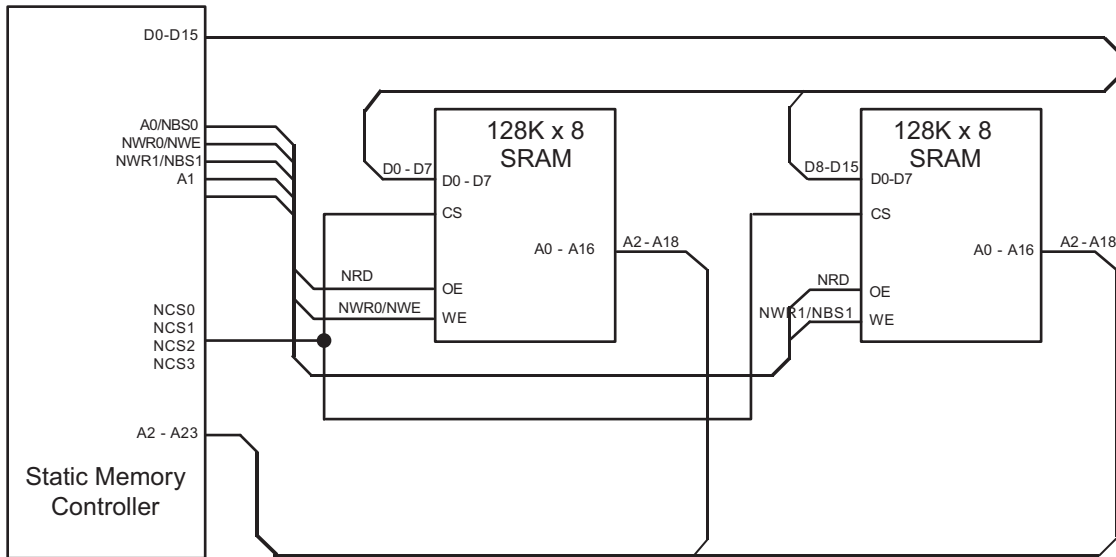 D0-D15
A0/NBS0
NWR0/NWE
NWR1/NBS1
A1
NCS0
NCS1
NCS2
NCS3
A2 - A23
Static Memory
Controller
128K x 8
SRAM
D0 - D7
D0 - D7
CS
A0 - A16
A2 - A18
NRD
OE
NWR0/NWE
WE
128K x 8
SRAM
D8-D15
D0-D7
CS
A0 - A16
A2 - A18
NRD
OE
NWR1/NBS1
WE